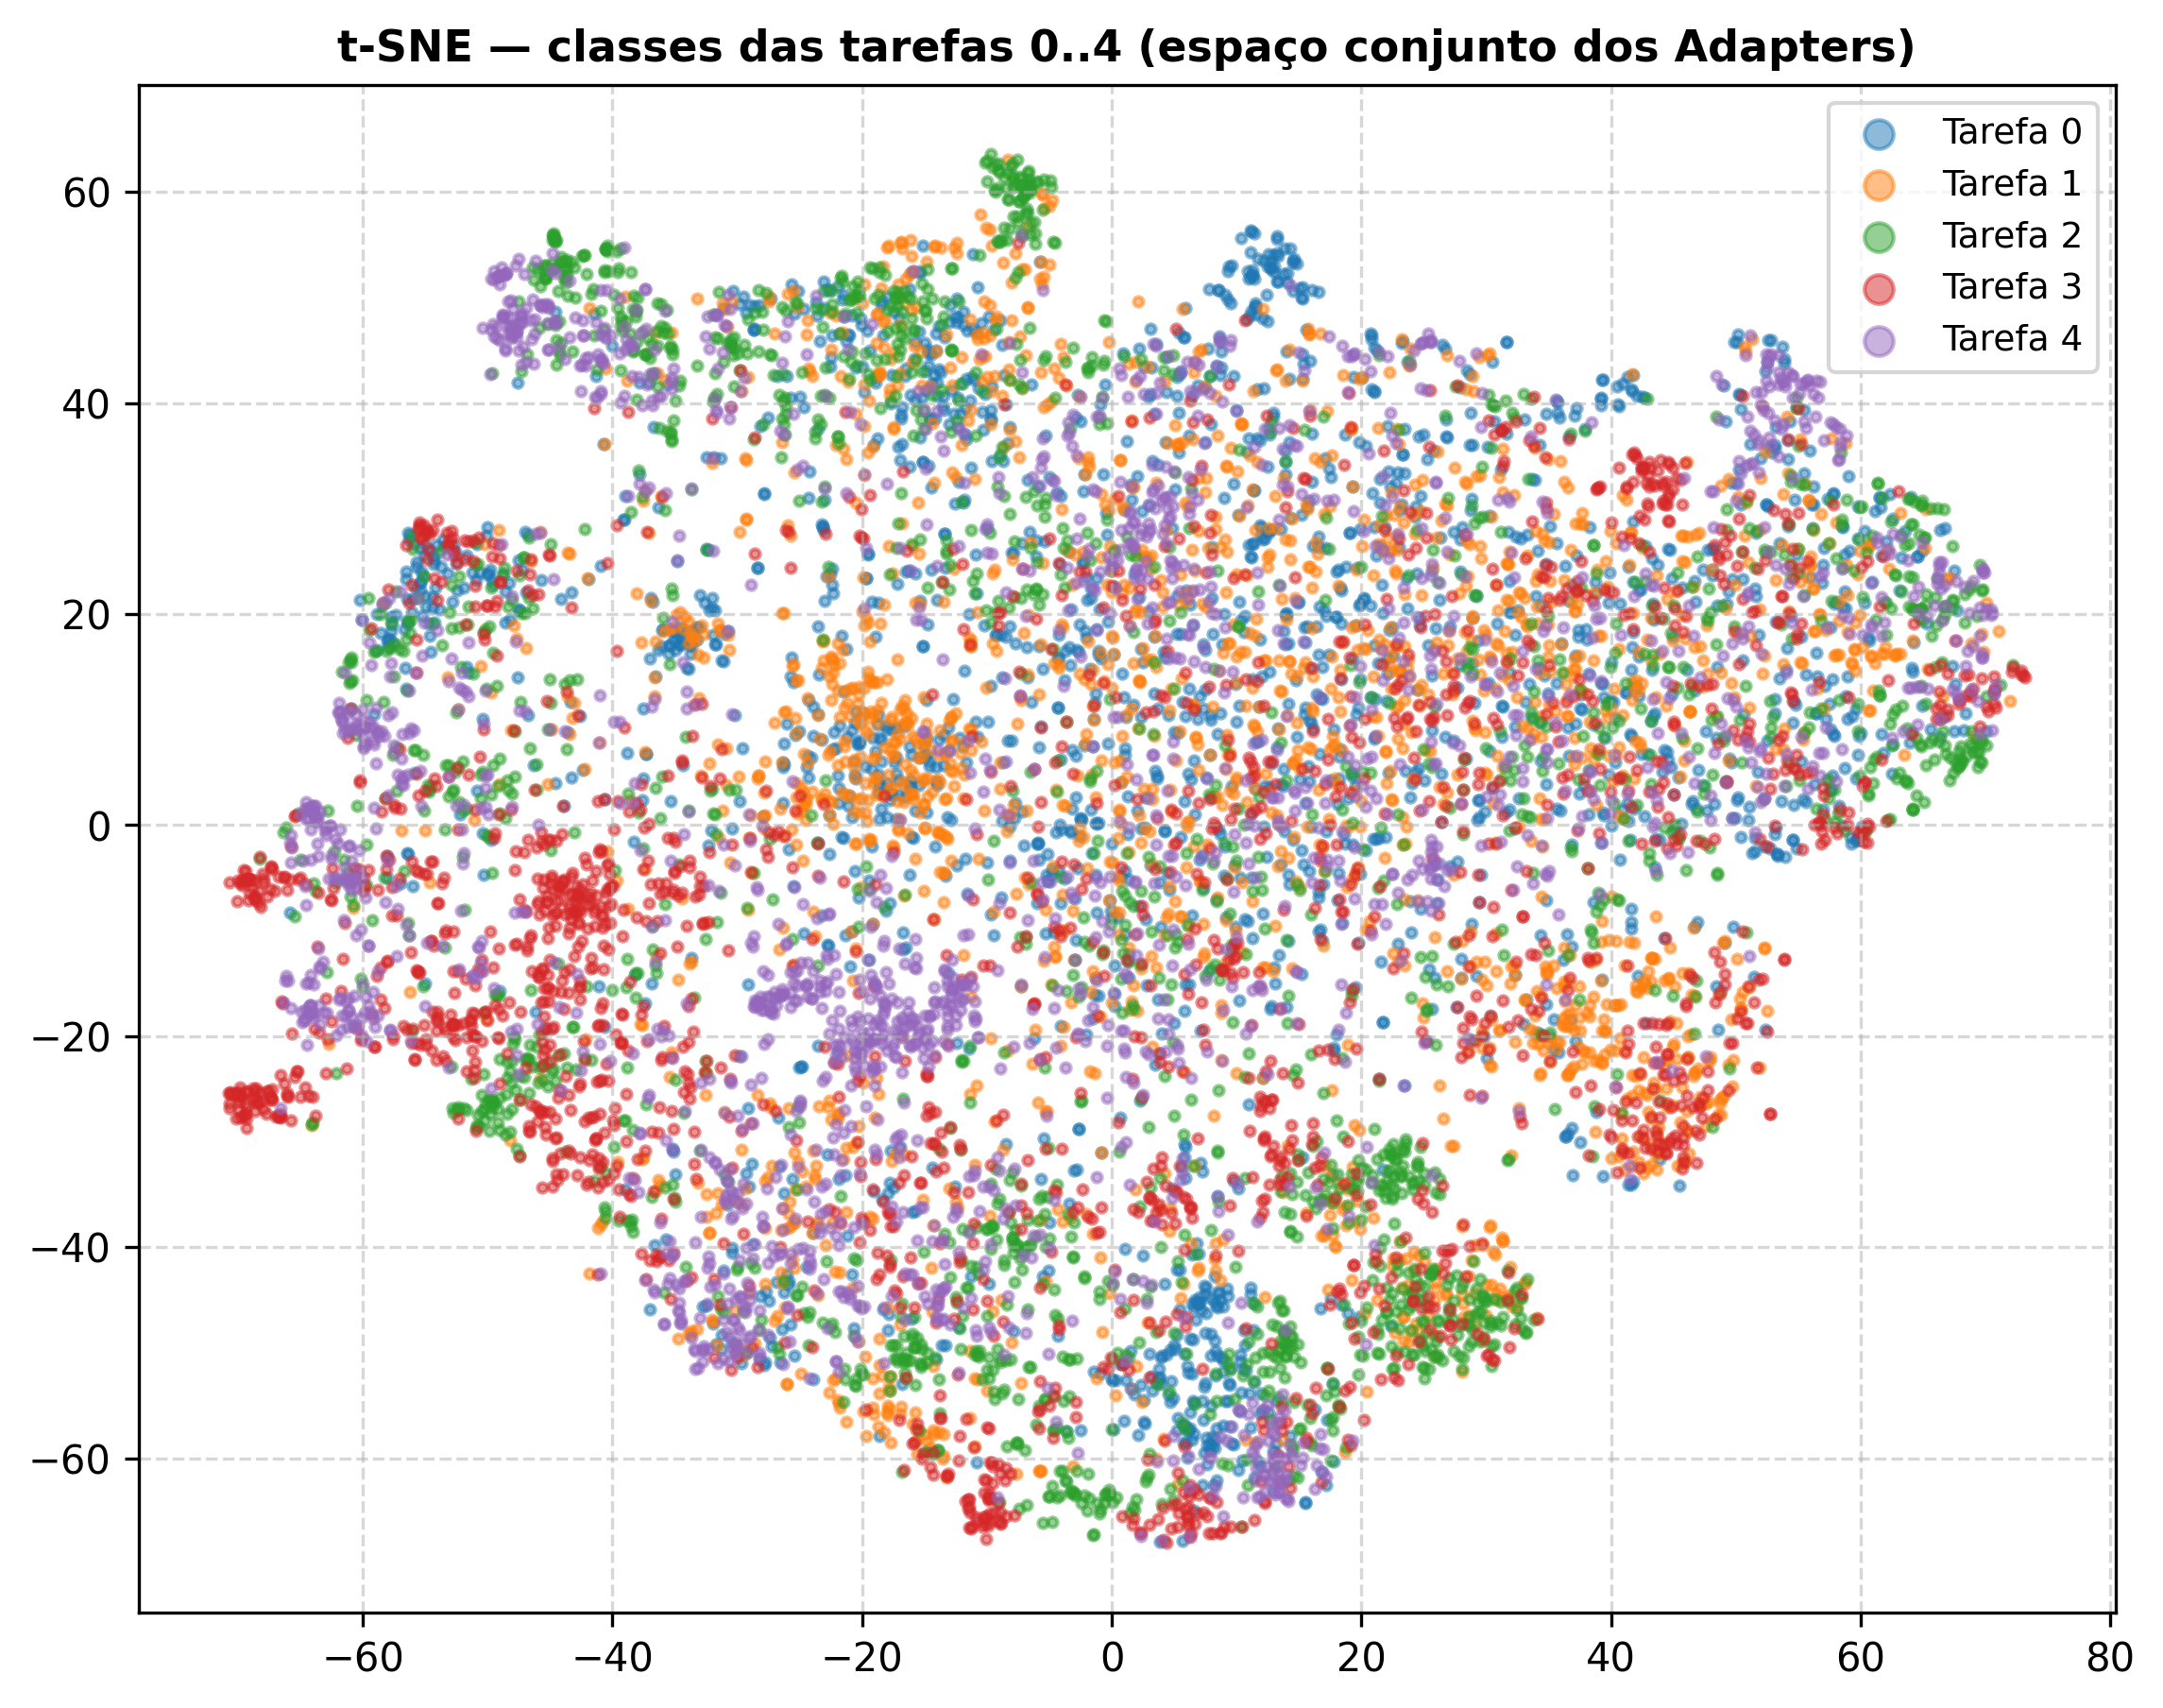 t-SNE — classes das tarefas 0..4 (espaço conjunto dos Adapters)
Tarefa 0
Tarefa 1
Tarefa 2
Tarefa 3
Tarefa 4
60
40
20
0
−20
−40
−60
−60 −40 −20 0 20 40 60 80